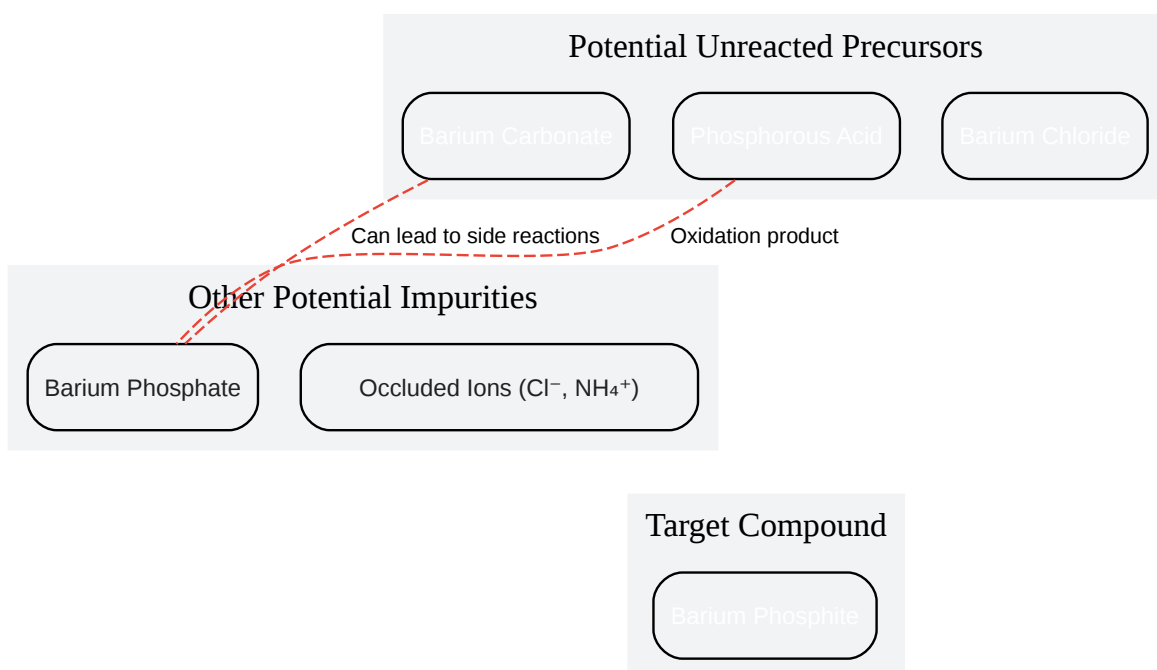 Potential Unreacted Precursors
Barium Carbonate
Phosphorous Acid
Barium Chloride
Can lead to side reactions
Oxidation product
Other Potential Impurities
Barium Phosphate
Occluded Ions (Cl⁻, NH₄⁺)
Target Compound
Barium Phosphite